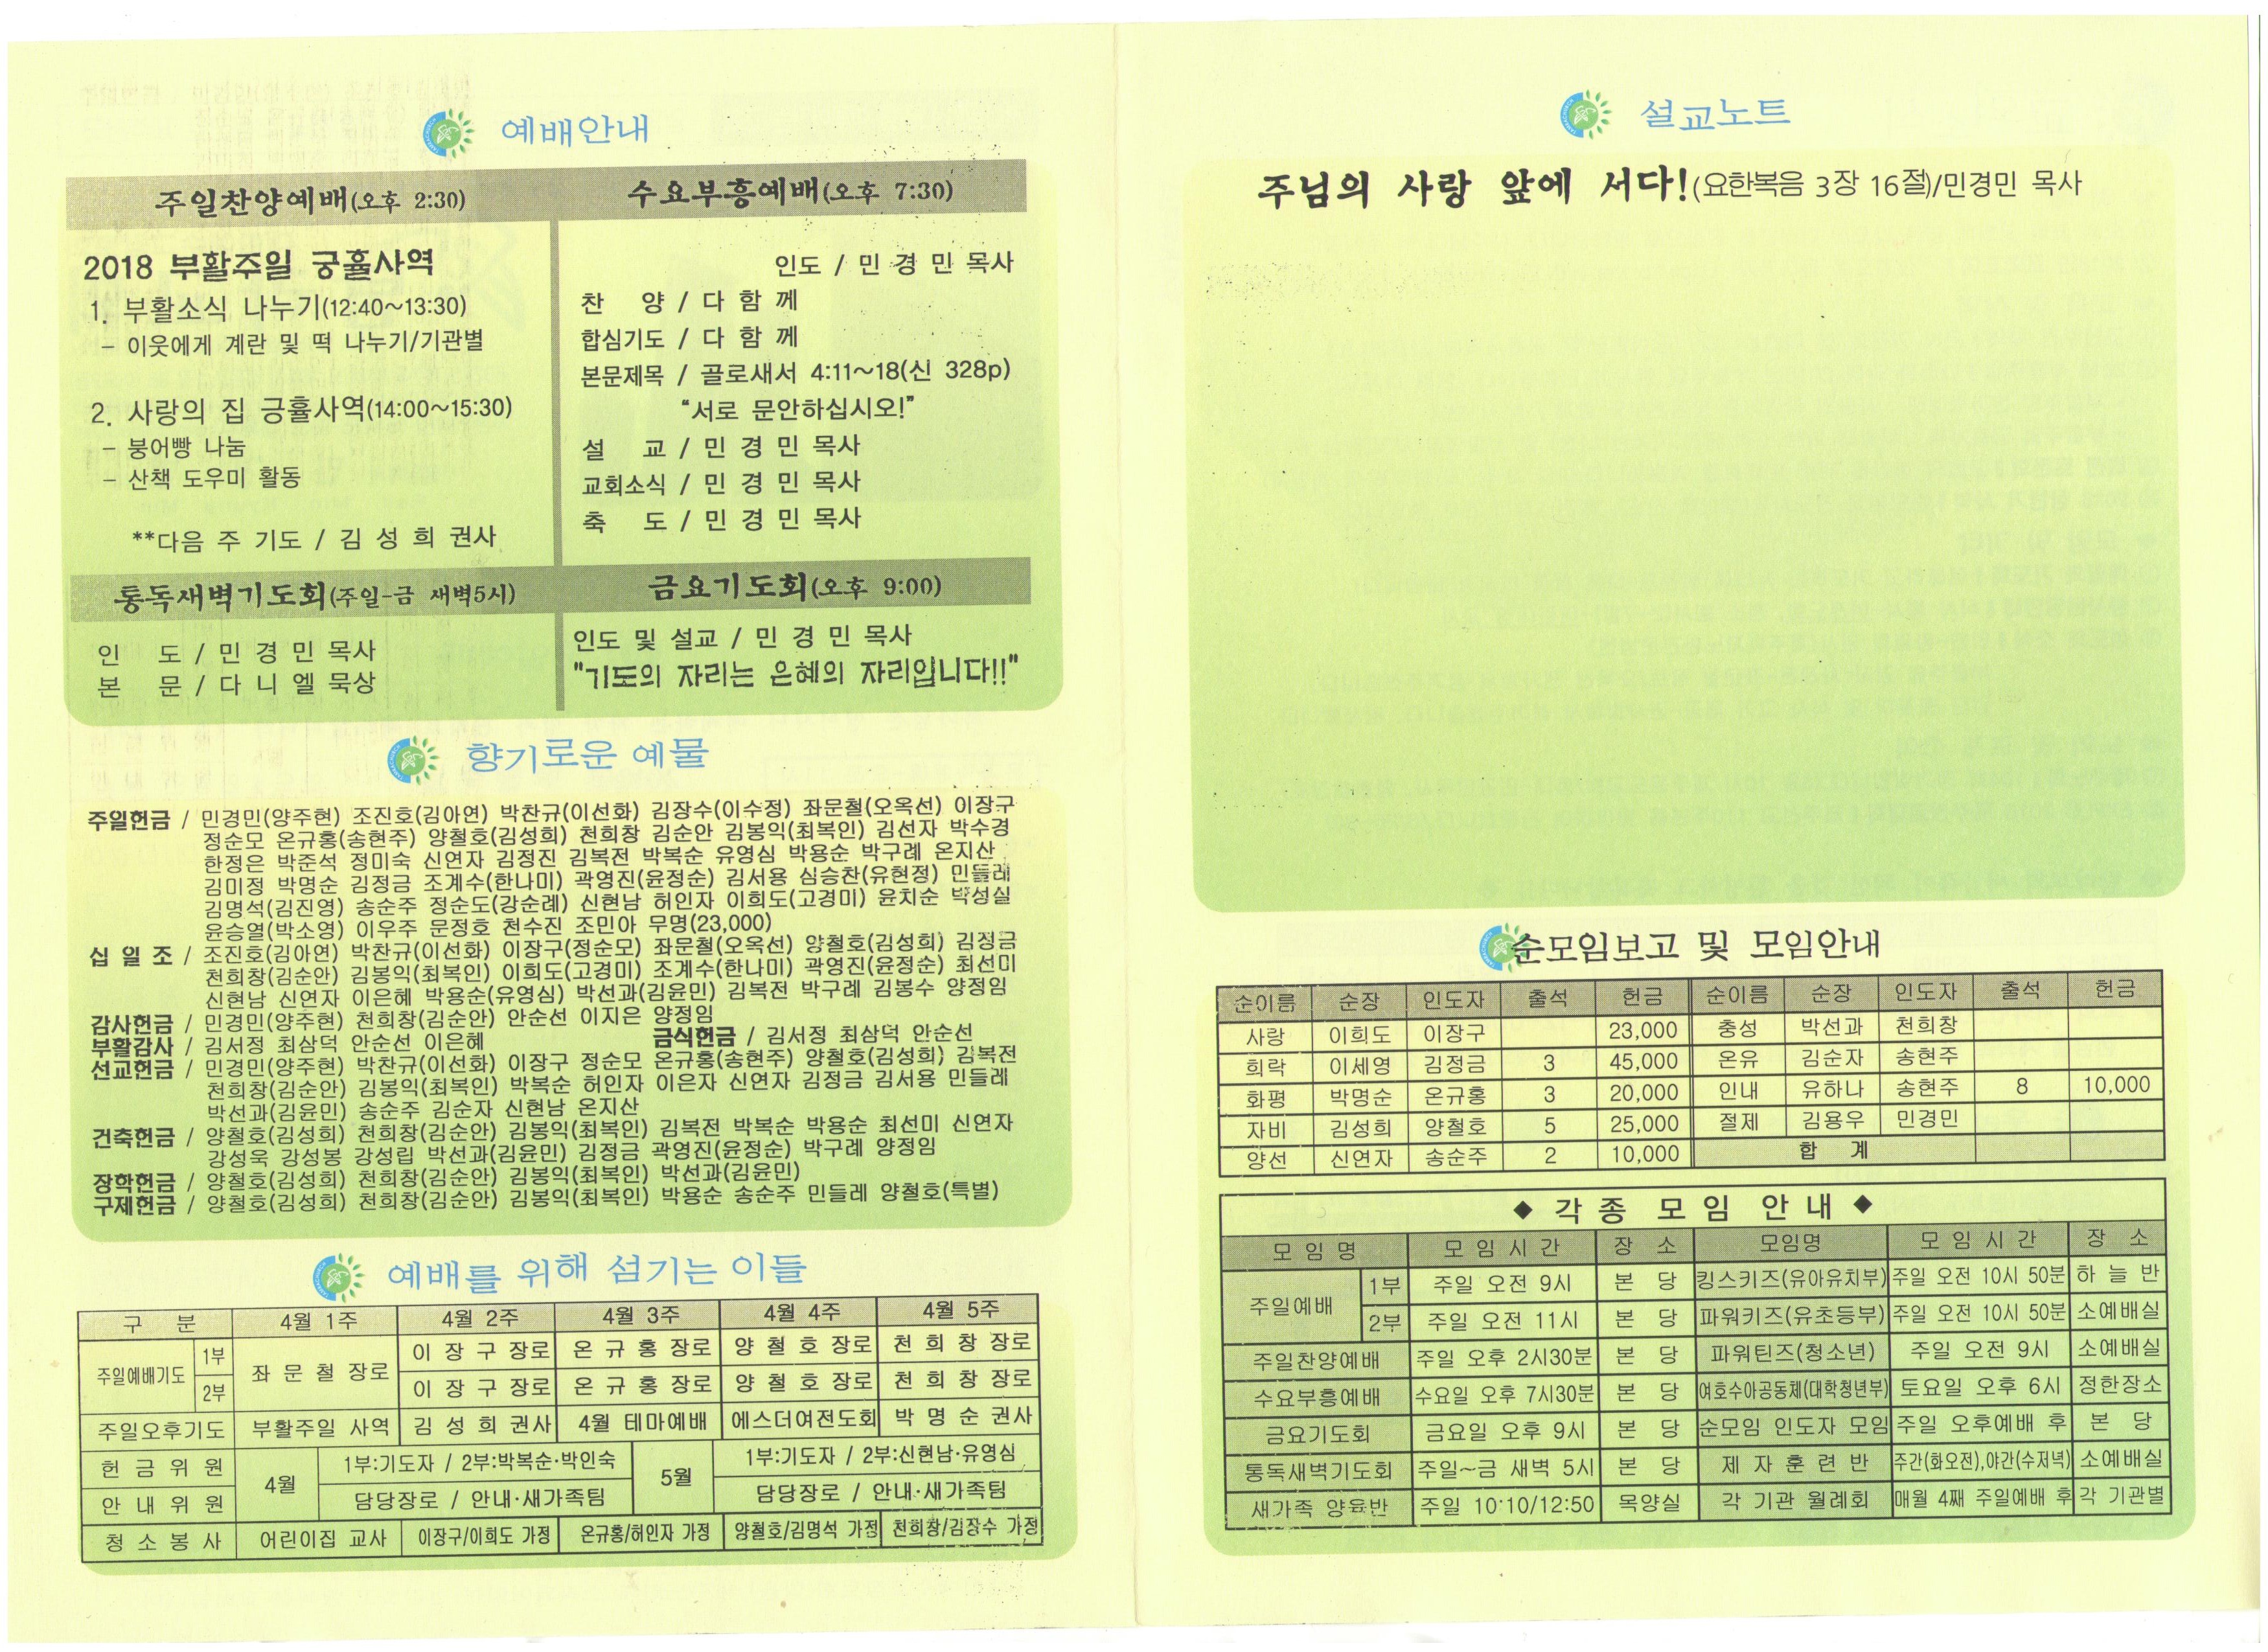 예배안내
주일찬양예배(오후 2:30)
2018 부활주일 긍휼사역
1. 부활소식 나누기(12:40~13:30)
- 이웃에게 계란 및 떡 나누기/기관별
2. 사랑의 집 긍휼사역(14:00~15:30)
- 붕어빵 나눔
- 산책 도우미 활동
**다음 주 기도 / 김 성 희 권사
수요부흥예배(오후 7:30)
인도 / 민 경 민 목사
찬 양 / 다 함 께
합심기도 / 다 함 께
본문제목 / 골로새서 4:11~18(신 328p)
"서로 문안하십시오!"
설 교 / 민 경 민 목사
교회소식 / 민 경 민 목사
축 도 / 민 경 민 목사
통독새벽기도회(주일-금 새벽5시)
인 도 / 민 경 민 목사
본 문 / 다 니 엘 묵상
금요기도회(오후 9:00)
인도 및 설교 / 민 경 민 목사
"기도의 자리는 은혜의 자리입니다!!"
향기로운 예물
주일헌금 / 민경민(양주현) 조진호(김아연) 박찬규(이선화) 김장수(이수정) 좌문철(오옥선) 이장구
정순모 온규홍(송현주) 양철호(김성희) 천희창 김순안 김봉익(최복인) 김선자 박수경
한정은 박준석 정미숙 신연자 김정진 김복전 박복순 유영심 박용순 박구례 온지산
김미정 박명순 김정금 조계수(한나미) 곽영진(윤정순) 김서용 심승찬(유현정) 민들레
김명석(김진영) 송순주 정순도(강순례) 신현남 허인자 이희도(고경미) 윤치순 박성실
윤승열(박소영) 이우주 문정호 천수진 조민아 무명(23,000)
십 일 조 / 조진호(김아연) 박찬규(이선화) 이장구(정순모) 좌문철(오옥선) 양철호(김성희) 김정금
천희창(김순안) 김봉익(최복인) 이희도(고경미) 조계수(한나미) 곽영진(윤정순) 최선미
신현남 신연자 이은혜 박용순(유영심) 박선과(김윤민) 김복전 박구례 김봉수 양정임
감사헌금 / 민경민(양주현) 천희창(김순안) 안순선 이지은 양정임
부활감사 / 김서정 최삼덕 안순선 이은혜 금식헌금 / 김서정 최삼덕 안순선
선교헌금 / 민경민(양주현) 박찬규(이선화) 이장구 정순모 온규홍(송현주) 양철호(김성희) 김복전
천희창(김순안) 김봉익(최복인) 박복순 허인자 이은자 신연자 김정금 김서용 민들레
박선과(김윤민) 송순주 김순자 신현남 온지산
건축헌금 / 양철호(김성희) 천희창(김순안) 김봉익(최복인) 김복전 박복순 박용순 최선미 신연자
강성욱 강성봉 강성립 박선과(김윤민) 김정금 곽영진(윤정순) 박구례 양정임
장학헌금 / 양철호(김성희) 천희창(김순안) 김봉익(최복인) 박선과(김윤민)
구제헌금 / 양철호(김성희) 천희창(김순안) 김봉익(최복인) 박용순 송순주 민들레 양철호(특별)
예배를 위해 섬기는 이들
구 분 4월 1주 4월 2주 4월 3주 4월 4주 4월 5주
주일예배기도 1부 좌 문 철 장로 이 장 구 장로 온 규 홍 장로 양 철 호 장로 천 희 창 장로
2부 이 장 구 장로 온 규 홍 장로 양 철 호 장로 천 희 창 장로
주일오후기도 부활주일 사역 김 성 희 권사 4월 테마예배 에스더여전도회 박 명 순 권사
헌 금 위 원 4월 1부:기도자 / 2부:박복순·박인숙 5월 1부:기도자 / 2부:신현남·유영심
안 내 위 원 담당장로 / 안내·새가족팀 담당장로 / 안내·새가족팀
청 소 봉 사 어린이집 교사 이장구/이희도 가정 온규홍/허인자 가정 양철호/김명석 가정 천희창/김장수 가정
설교노트
주님의 사랑 앞에 서다!(요한복음 3장 16절)/민경민 목사
순모임보고 및 모임안내
순이름 순장 인도자 출석 헌금 순이름 순장 인도자 출석 헌금
사랑 이희도 이장구 23,000 충성 박선과 천희창
희락 이세영 김정금 3 45,000 온유 김순자 송현주
화평 박명순 온규홍 3 20,000 인내 유하나 송현주 8 10,000
자비 김성희 양철호 5 25,000 절제 김용우 민경민
양선 신연자 송순주 2 10,000 합 계
◆ 각 종 모 임 안 내 ◆
모 임 명 모 임 시 간 장 소 모임명 모 임 시 간 장 소
주일예배 1부 주일 오전 9시 본 당 킹스키즈(유아유치부) 주일 오전 10시 50분 하 늘 반
2부 주일 오전 11시 본 당 파워키즈(유초등부) 주일 오전 10시 50분 소예배실
주일찬양예배 주일 오후 2시30분 본 당 파워틴즈(청소년) 주일 오전 9시 소예배실
수요부흥예배 수요일 오후 7시30분 본 당 여호수아공동체(대학청년부) 토요일 오후 6시 정한장소
금요기도회 금요일 오후 9시 본 당 순모임 인도자 모임 주일 오후예배 후 본 당
통독새벽기도회 주일~금 새벽 5시 본 당 제 자 훈 련 반 주간(화오전),야간(수저녁) 소예배실
새가족 양육반 주일 10:10/12:50 목양실 각 기관 월례회 매월 4째 주일예배 후 각 기관별